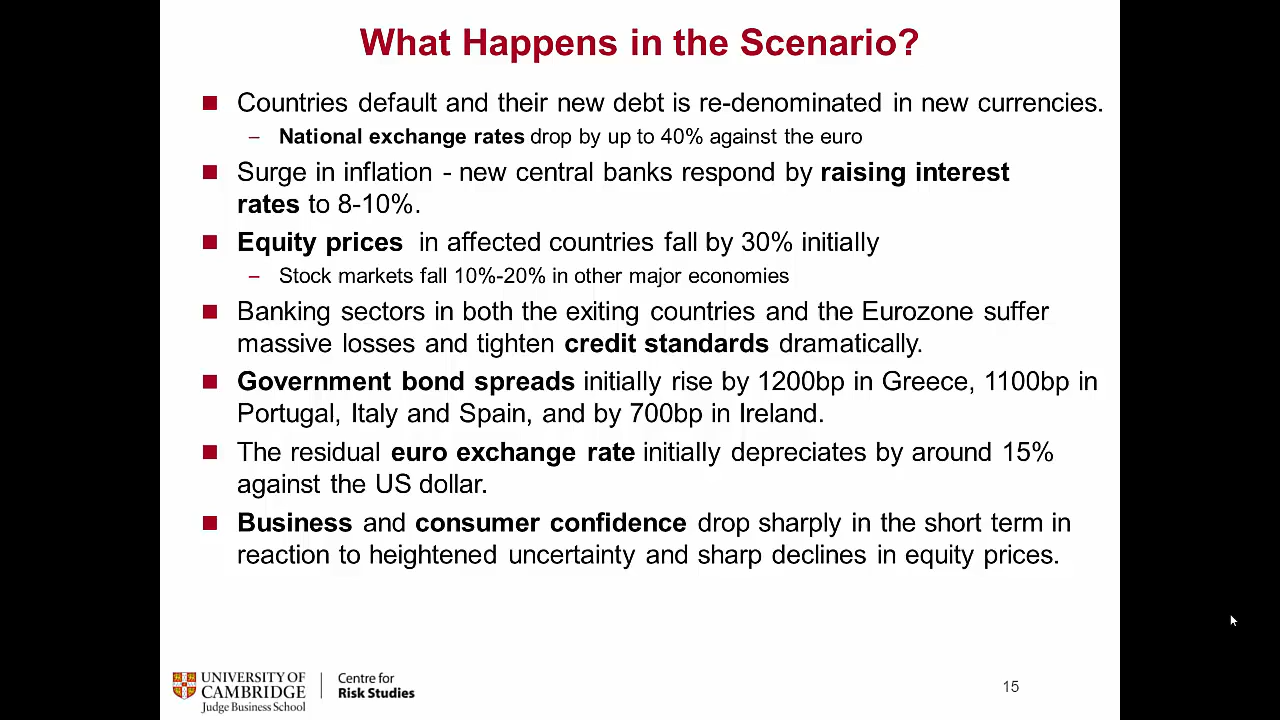 What Happens in the Scenario?
Countries default and their new debt is re-denominated in new currencies.
– National exchange rates drop by up to 40% against the euro
Surge in inflation - new central banks respond by raising interest
rates to 8-10%.
Equity prices in affected countries fall by 30% initially
– Stock markets fall 10%-20% in other major economies
Banking sectors in both the exiting countries and the Eurozone suffer
massive losses and tighten credit standards dramatically.
Government bond spreads initially rise by 1200bp in Greece, 1100bp in
Portugal, Italy and Spain, and by 700bp in Ireland.
The residual euro exchange rate initially depreciates by around 15%
against the US dollar.
Business and consumer confidence drop sharply in the short term in
reaction to heightened uncertainty and sharp declines in equity prices.
UNIVERSITY OF
CAMBRIDGE
Judge Business School
Centre for
Risk Studies
15